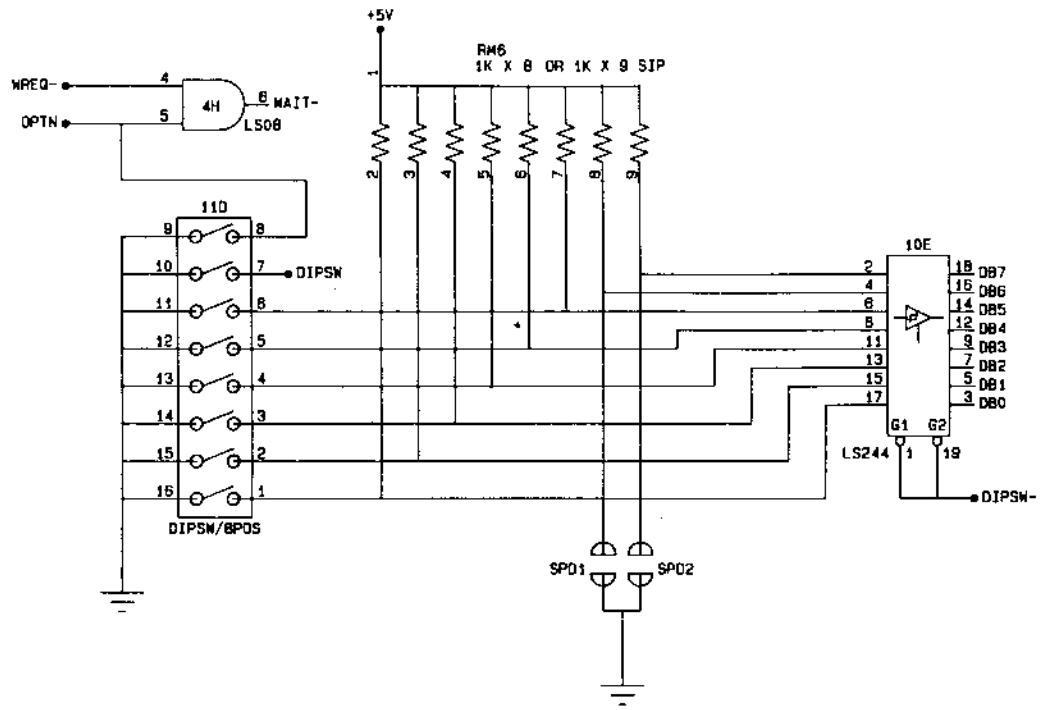 +5V
RM6
1K X 8 OR 1K X 9 SIP
1
WREQ-
4
4H
6
WAIT-
OPTN
5
LS08
2
3
4
5
6
7
8
9
11D
9
8
10
7
DIPSW
11
6
12
5
13
4
14
3
15
2
16
1
DIPSW/8POS
10E
2
18
DB7
4
16
DB6
6
14
DB5
8
12
DB4
11
9
DB3
13
7
DB2
15
5
DB1
17
3
DB0
G1
G2
LS244
1
19
DIPSW-
SPD1
SPD2